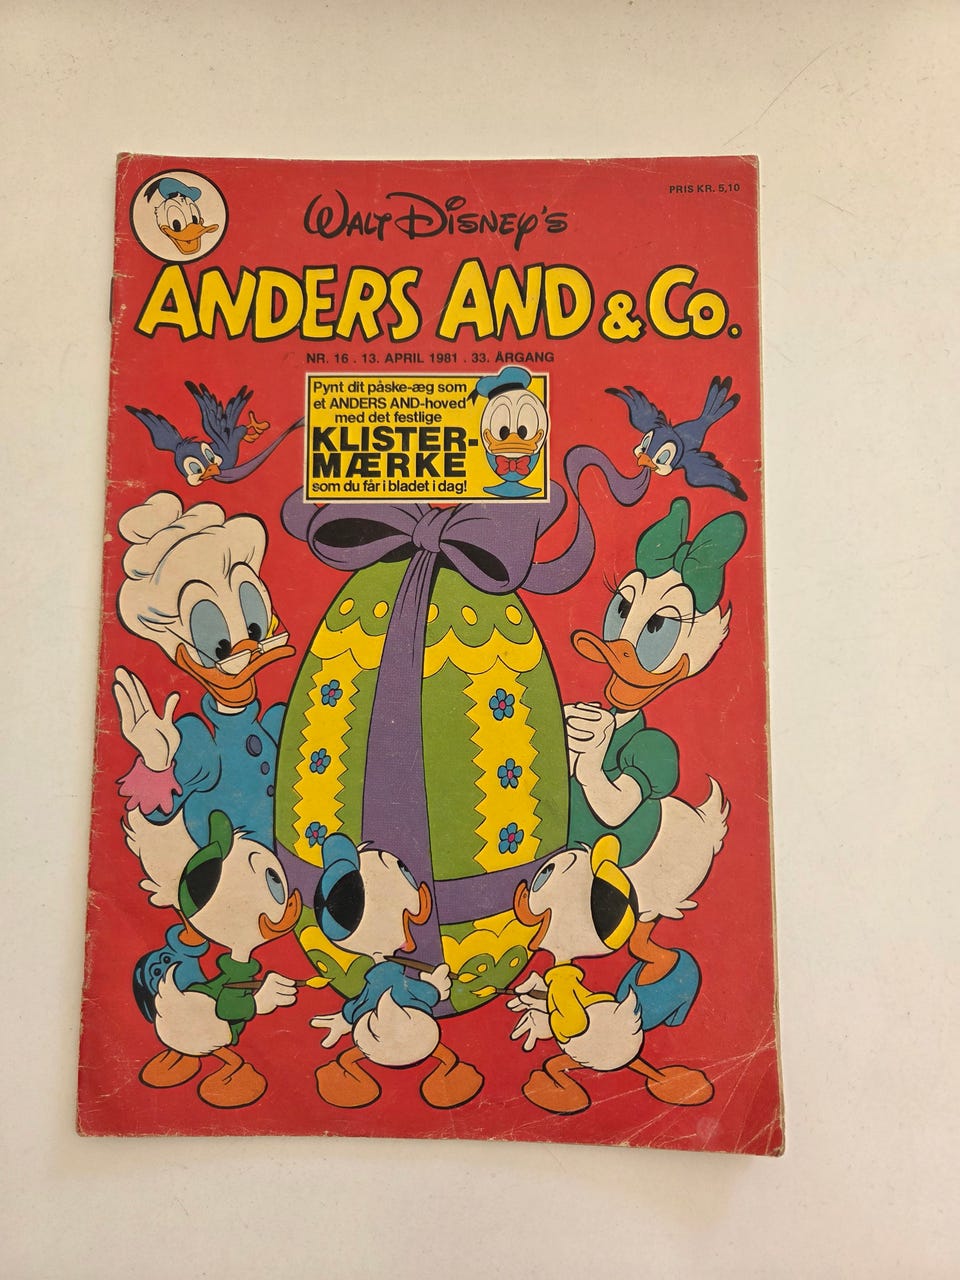 PRIS KR. 5,10
WALT DISNEY'S
ANDERS AND & Co.
NR. 16 . 13. APRIL 1981 . 33. ÅRGANG
Pynt dit påske-æg som
et ANDERS AND-hoved
med det festlige
KLISTER-
MÆRKE
som du får i bladet i dag!